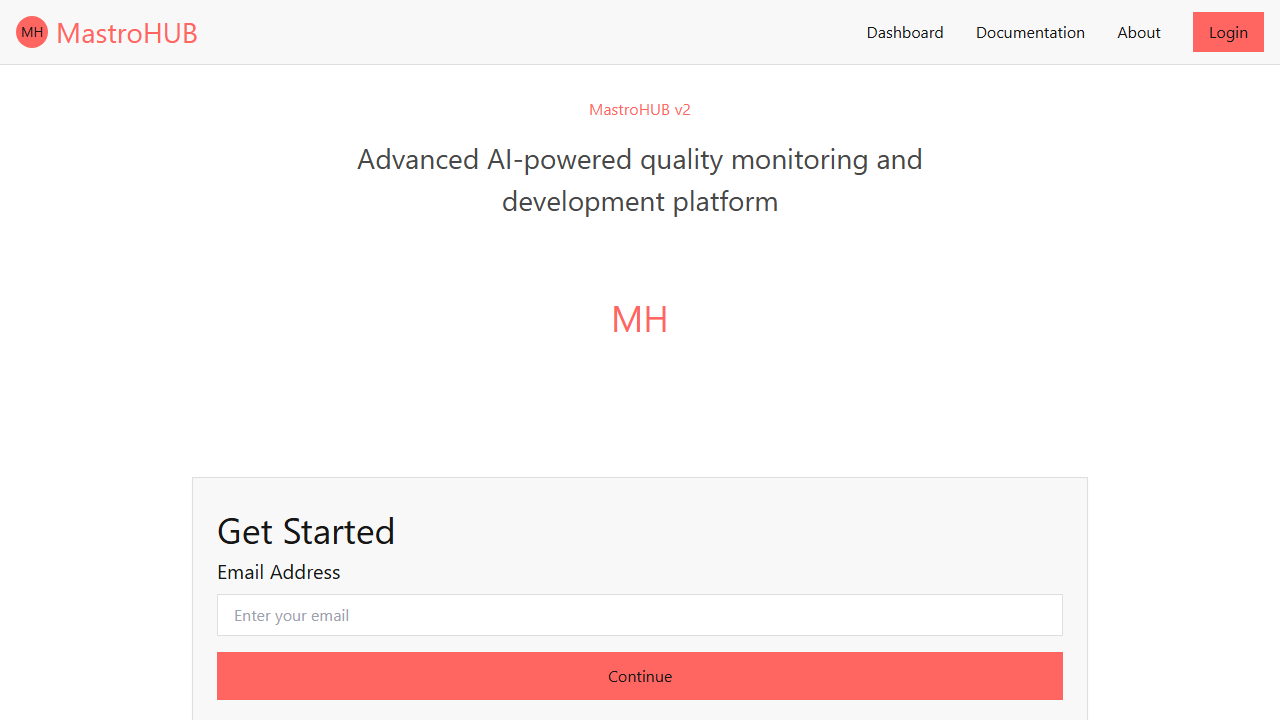 MH MastroHUB
Dashboard
Documentation
About
Login
MastroHUB v2
Advanced AI-powered quality monitoring and
development platform
MH
Get Started
Email Address
Enter your email
Continue